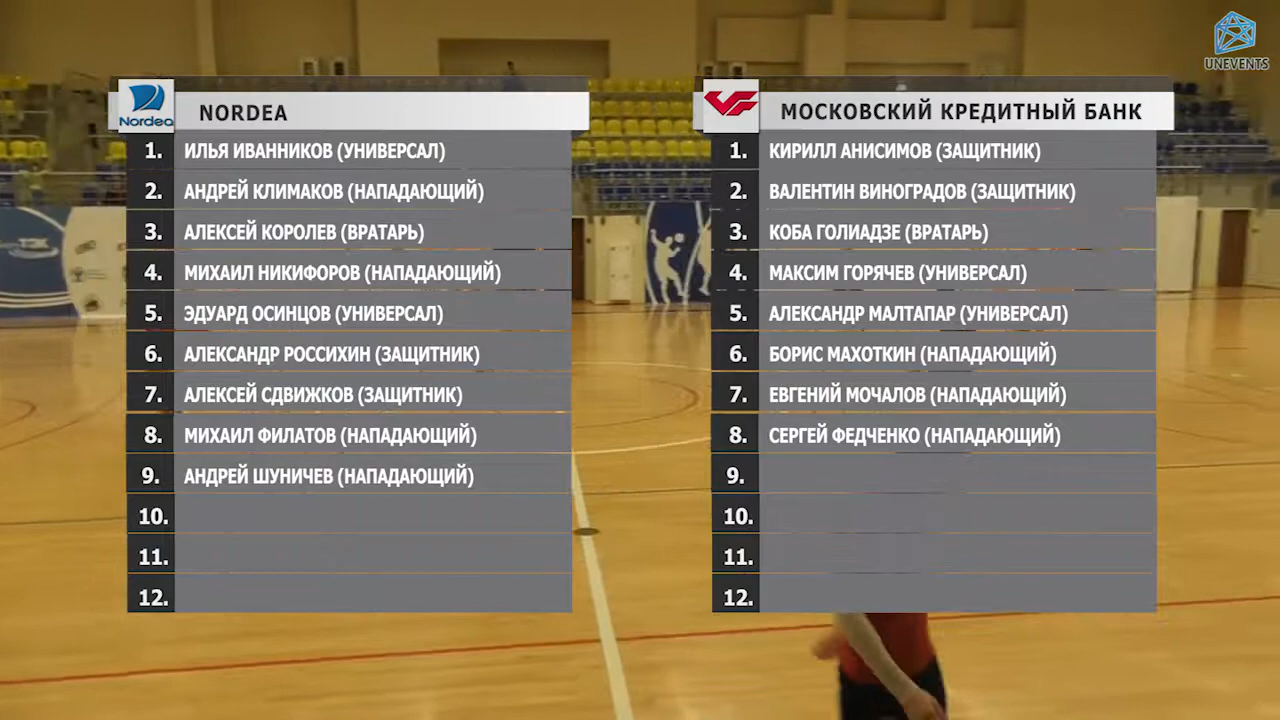 UNEVENTS
Nordea
NORDEA
1. ИЛЬЯ ИВАННИКОВ (УНИВЕРСАЛ)
2. АНДРЕЙ КЛИМАКОВ (НАПАДАЮЩИЙ)
3. АЛЕКСЕЙ КОРОЛЕВ (ВРАТАРЬ)
4. МИХАИЛ НИКИФОРОВ (НАПАДАЮЩИЙ)
5. ЭДУАРД ОСИНЦОВ (УНИВЕРСАЛ)
6. АЛЕКСАНДР РОССИХИН (ЗАЩИТНИК)
7. АЛЕКСЕЙ СДВИЖКОВ (ЗАЩИТНИК)
8. МИХАИЛ ФИЛАТОВ (НАПАДАЮЩИЙ)
9. АНДРЕЙ ШУНИЧЕВ (НАПАДАЮЩИЙ)
10.
11.
12.
МОСКОВСКИЙ КРЕДИТНЫЙ БАНК
1. КИРИЛЛ АНИСИМОВ (ЗАЩИТНИК)
2. ВАЛЕНТИН ВИНОГРАДОВ (ЗАЩИТНИК)
3. КОБА ГОЛИАДЗЕ (ВРАТАРЬ)
4. МАКСИМ ГОРЯЧЕВ (УНИВЕРСАЛ)
5. АЛЕКСАНДР МАЛТАПАР (УНИВЕРСАЛ)
6. БОРИС МАХОТКИН (НАПАДАЮЩИЙ)
7. ЕВГЕНИЙ МОЧАЛОВ (НАПАДАЮЩИЙ)
8. СЕРГЕЙ ФЕДЧЕНКО (НАПАДАЮЩИЙ)
9.
10.
11.
12.